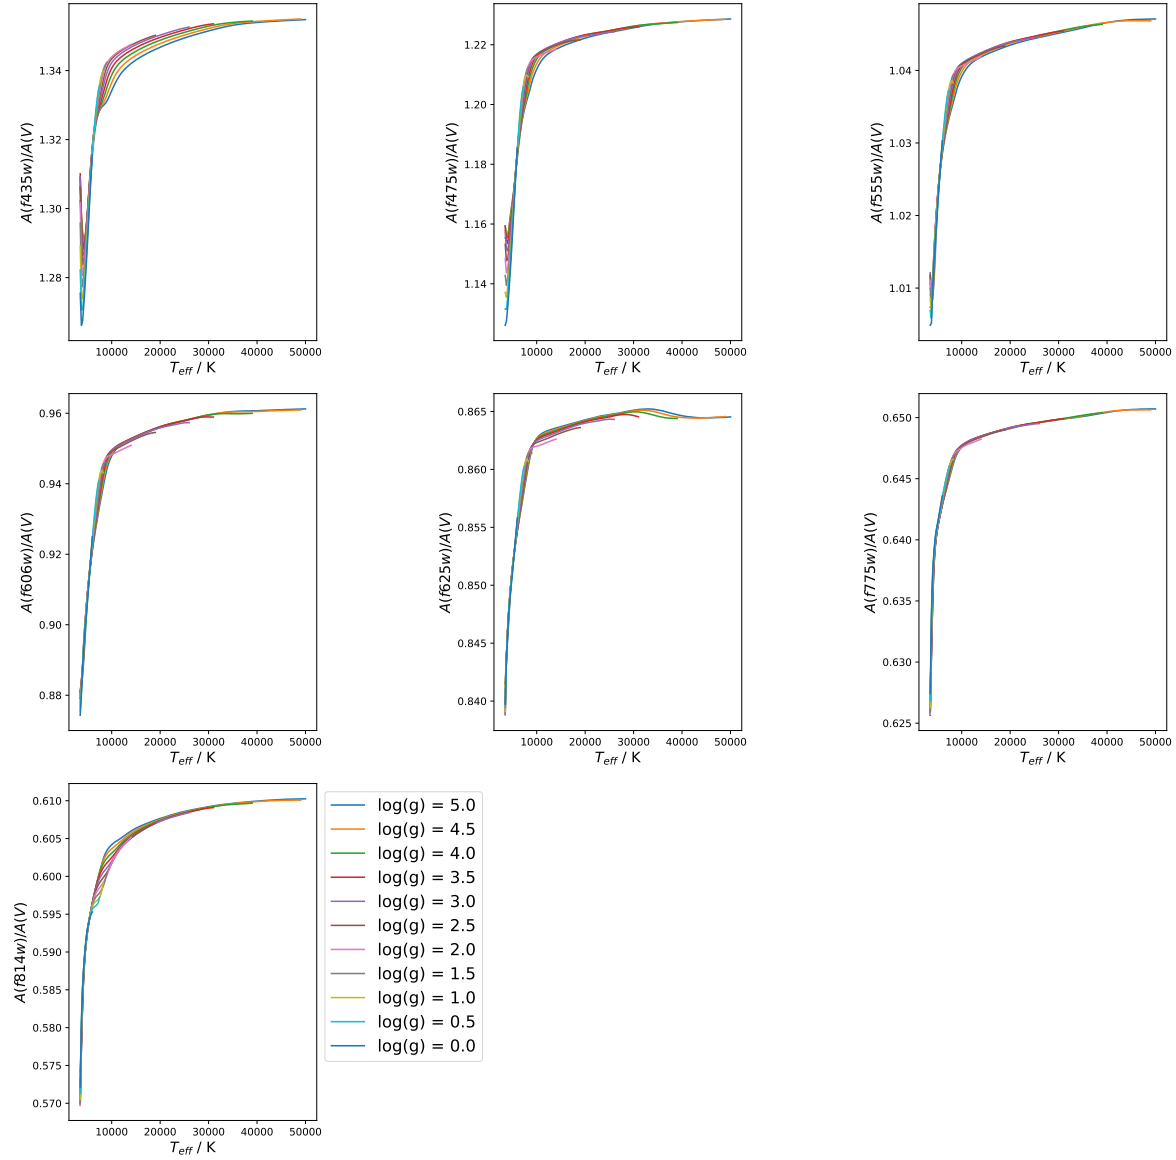 A(f435w)/A(V)
1.34
1.32
1.30
1.28
10000 20000 30000 40000 50000
T_eff / K
A(f475w)/A(V)
1.22
1.20
1.18
1.16
1.14
10000 20000 30000 40000 50000
T_eff / K
A(f555w)/A(V)
1.04
1.03
1.02
1.01
10000 20000 30000 40000 50000
T_eff / K
A(f606w)/A(V)
0.96
0.94
0.92
0.90
0.88
10000 20000 30000 40000 50000
T_eff / K
A(f625w)/A(V)
0.865
0.860
0.855
0.850
0.845
0.840
10000 20000 30000 40000 50000
T_eff / K
A(f775w)/A(V)
0.650
0.645
0.640
0.635
0.630
0.625
10000 20000 30000 40000 50000
T_eff / K
A(f814w)/A(V)
0.610
0.605
0.600
0.595
0.590
0.585
0.580
0.575
0.570
10000 20000 30000 40000 50000
T_eff / K
log(g) = 5.0
log(g) = 4.5
log(g) = 4.0
log(g) = 3.5
log(g) = 3.0
log(g) = 2.5
log(g) = 2.0
log(g) = 1.5
log(g) = 1.0
log(g) = 0.5
log(g) = 0.0